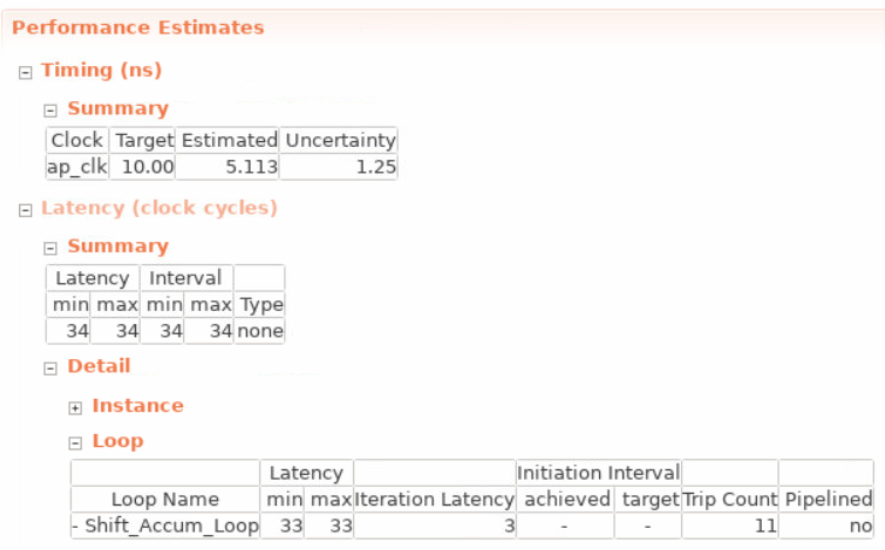 Performance Estimates
Timing (ns)
Summary
Clock Target Estimated Uncertainty
ap_clk 10.00 5.113 1.25
Latency (clock cycles)
Summary
Latency Interval
min max min max Type
34 34 34 34 none
Detail
Instance
Loop
Latency Initiation Interval
Loop Name min max Iteration Latency achieved target Trip Count Pipelined
- Shift_Accum_Loop 33 33 3 - - 11 no